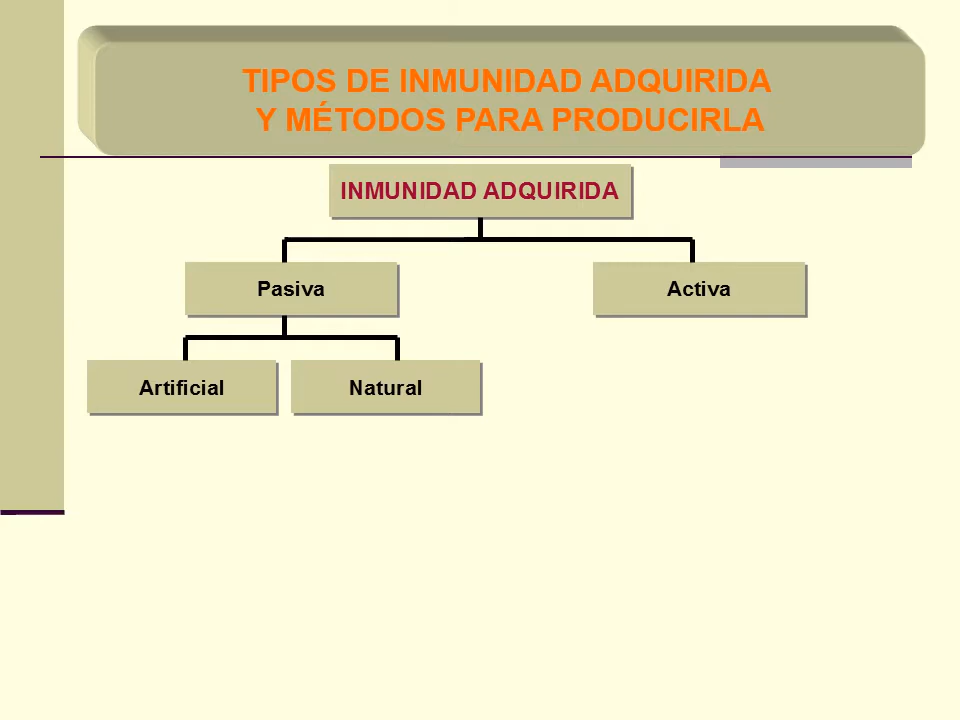 TIPOS DE INMUNIDAD ADQUIRIDA
Y MÉTODOS PARA PRODUCIRLA
INMUNIDAD ADQUIRIDA
Pasiva
Activa
Artificial
Natural